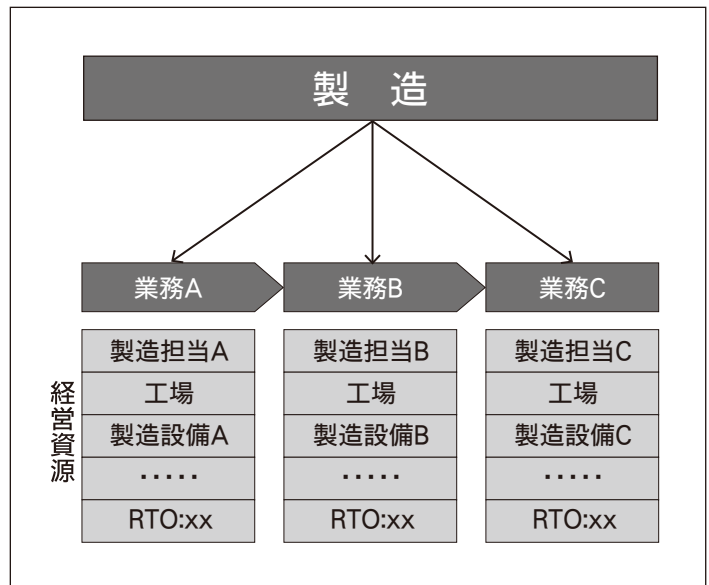 製 造
業務A
業務B
業務C
経営資源
製造担当A
製造担当B
製造担当C
工場
工場
工場
製造設備A
製造設備B
製造設備C
・・・・・
・・・・・
・・・・・
RTO:xx
RTO:xx
RTO:xx